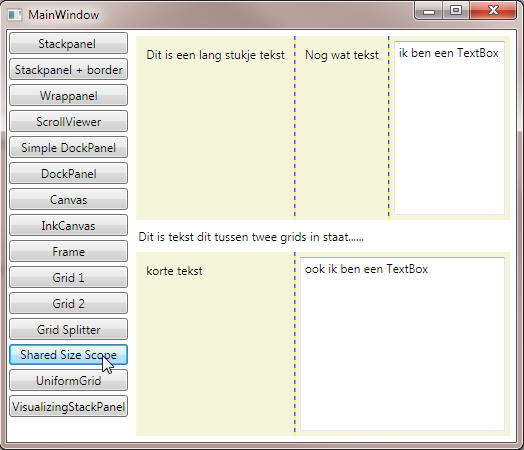 MainWindow
Stackpanel
Stackpanel + border
Wrappanel
ScrollViewer
Simple DockPanel
DockPanel
Canvas
InkCanvas
Frame
Grid 1
Grid 2
Grid Splitter
Shared Size Scope
UniformGrid
VisualizingStackPanel
Dit is een lang stukje tekst
Nog wat tekst
ik ben een TextBox
Dit is tekst dit tussen twee grids in staat......
korte tekst
ook ik ben een TextBox